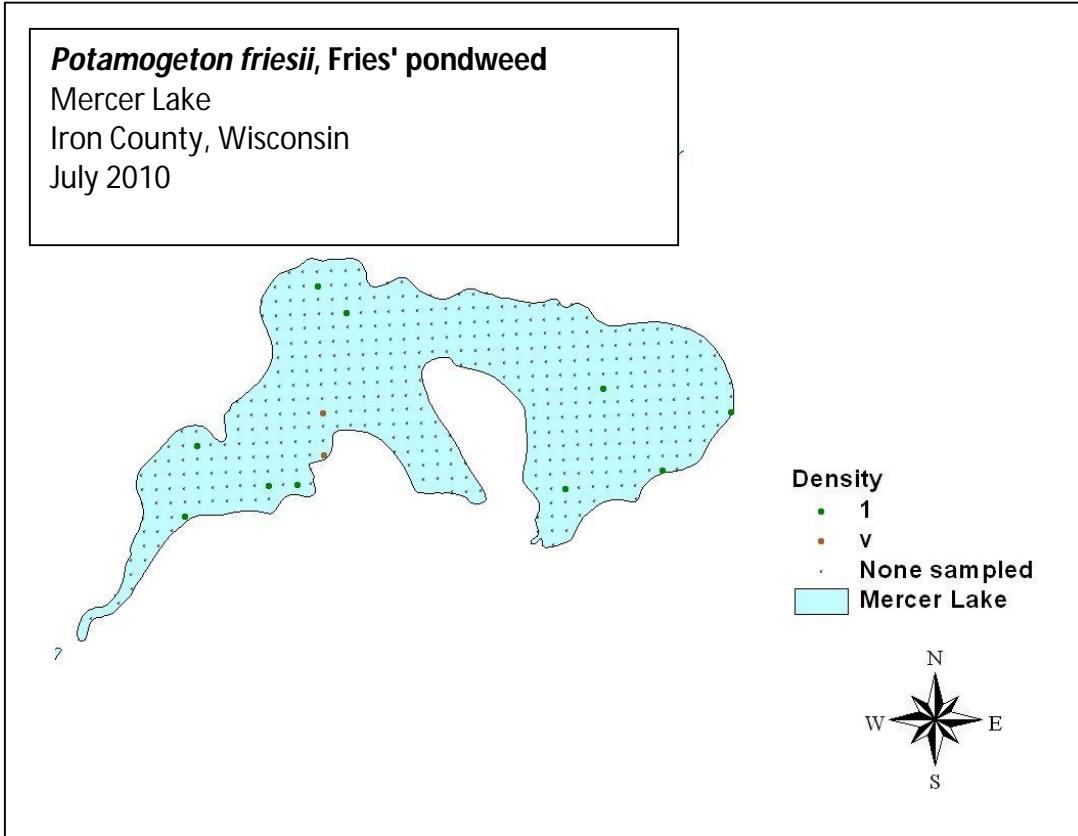 Potamogeton friesii, Fries' pondweed
Mercer Lake
Iron County, Wisconsin
July 2010
Density
1
v
None sampled
Mercer Lake
N
W E
S